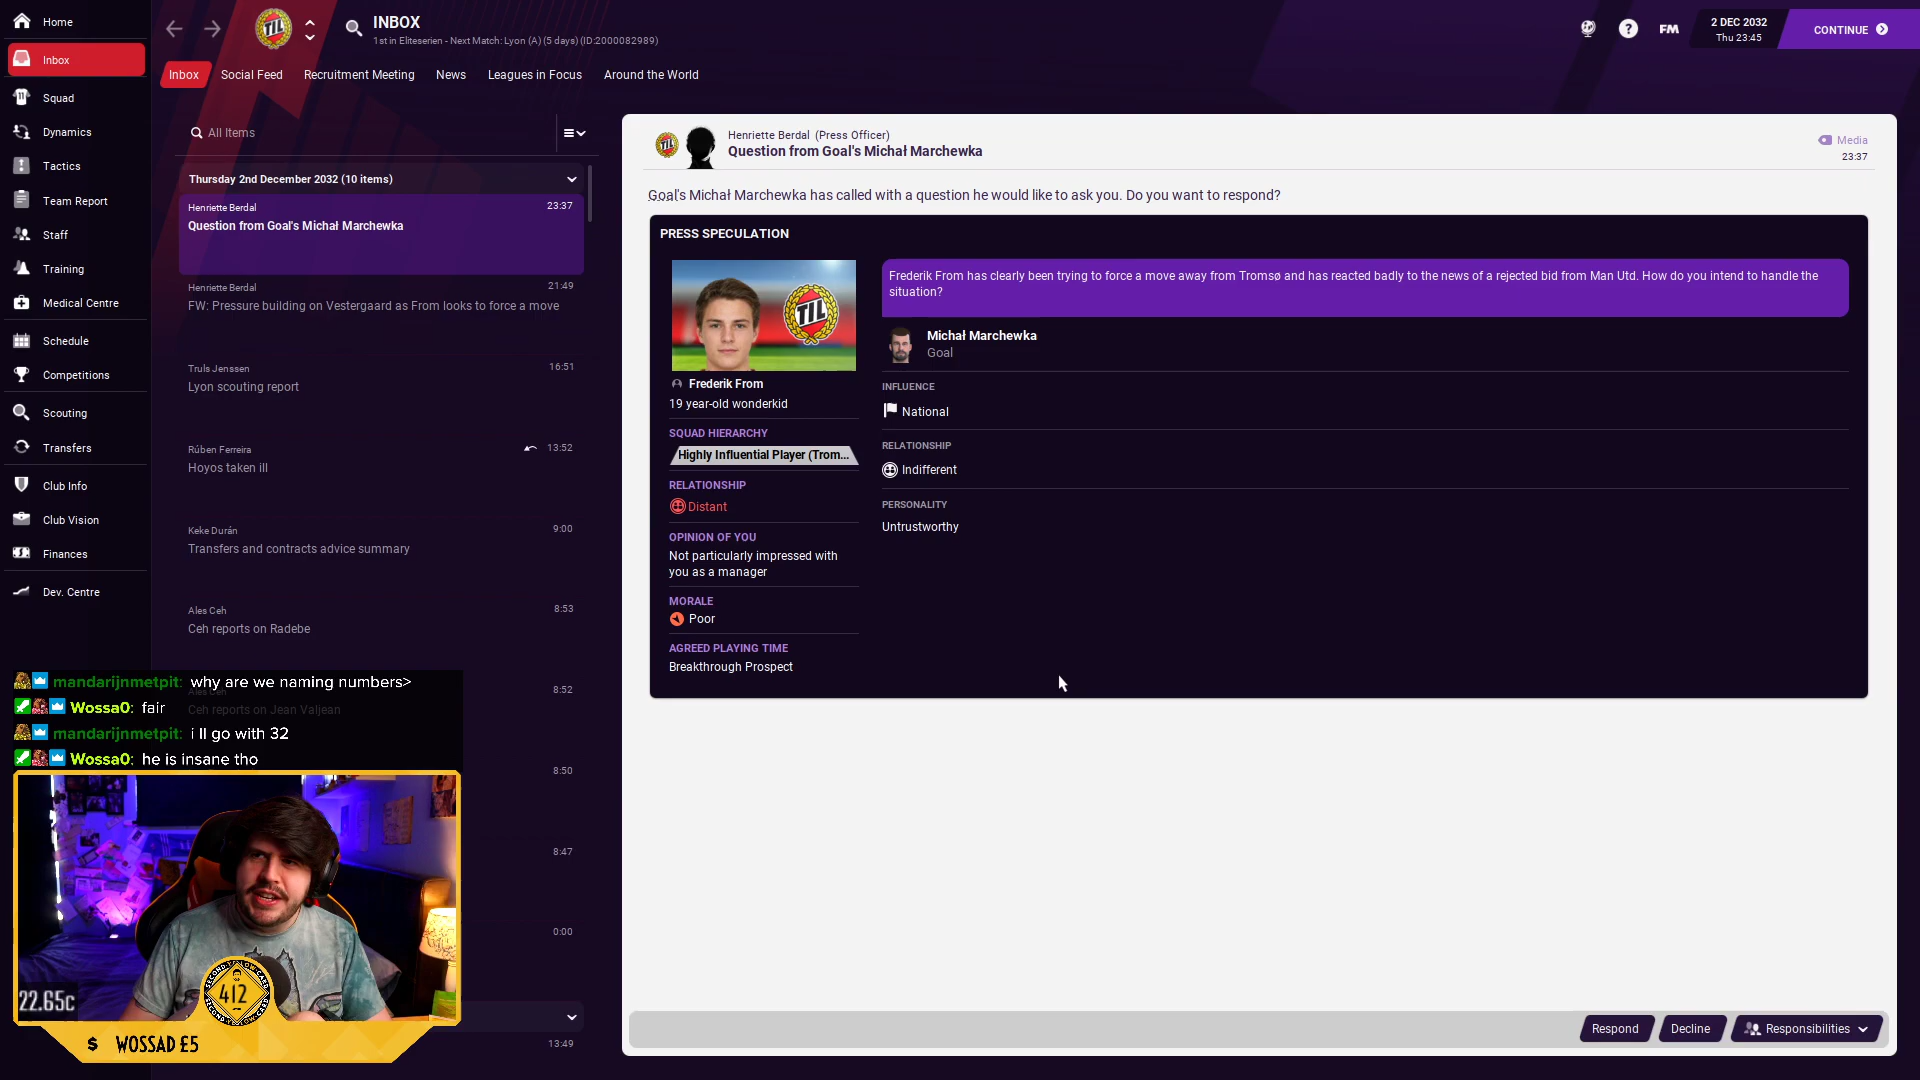 Home
Inbox
Squad
Dynamics
Tactics
Team Report
Staff
Training
Medical Centre
Schedule
Competitions
Scouting
Transfers
Club Info
Club Vision
Finances
Dev. Centre
TIL
INBOX
1st in Eliteserien - Next Match: Lyon (A) (5 days) (ID:2000082989)
FM
2 DEC 2032
Thu 23:45
CONTINUE
Inbox
Social Feed
Recruitment Meeting
News
Leagues in Focus
Around the World
All Items
Thursday 2nd December 2032 (10 items)
Henriette Berdal
23:37
Question from Goal's Michał Marchewka
Henriette Berdal
21:49
FW: Pressure building on Vestergaard as From looks to force a move
Truls Jenssen
16:51
Lyon scouting report
Rúben Ferreira
13:52
Hoyos taken ill
Keke Durán
9:00
Transfers and contracts advice summary
Ales Ceh
8:53
Ceh reports on Radebe
Ales Ceh
8:52
Ceh reports on Jean Valjean
8:50
8:47
0:00
13:49
mandarijnmetpit: why are we naming numbers>
Wossa0: fair
mandarijnmetpit: i ll go with 32
Wossa0: he is insane tho
22.65c
SECOND YELLOW CARD
412
$ WOSSAD £5
Henriette Berdal (Press Officer)
Question from Goal's Michał Marchewka
Media
23:37
Goal's Michał Marchewka has called with a question he would like to ask you. Do you want to respond?
PRESS SPECULATION
TIL
Frederik From
19 year-old wonderkid
SQUAD HIERARCHY
Highly Influential Player (Trom...
RELATIONSHIP
Distant
OPINION OF YOU
Not particularly impressed with
you as a manager
MORALE
Poor
AGREED PLAYING TIME
Breakthrough Prospect
Frederik From has clearly been trying to force a move away from Tromsø and has reacted badly to the news of a rejected bid from Man Utd. How do you intend to handle the
situation?
Michał Marchewka
Goal
INFLUENCE
National
RELATIONSHIP
Indifferent
PERSONALITY
Untrustworthy
Respond
Decline
Responsibilities